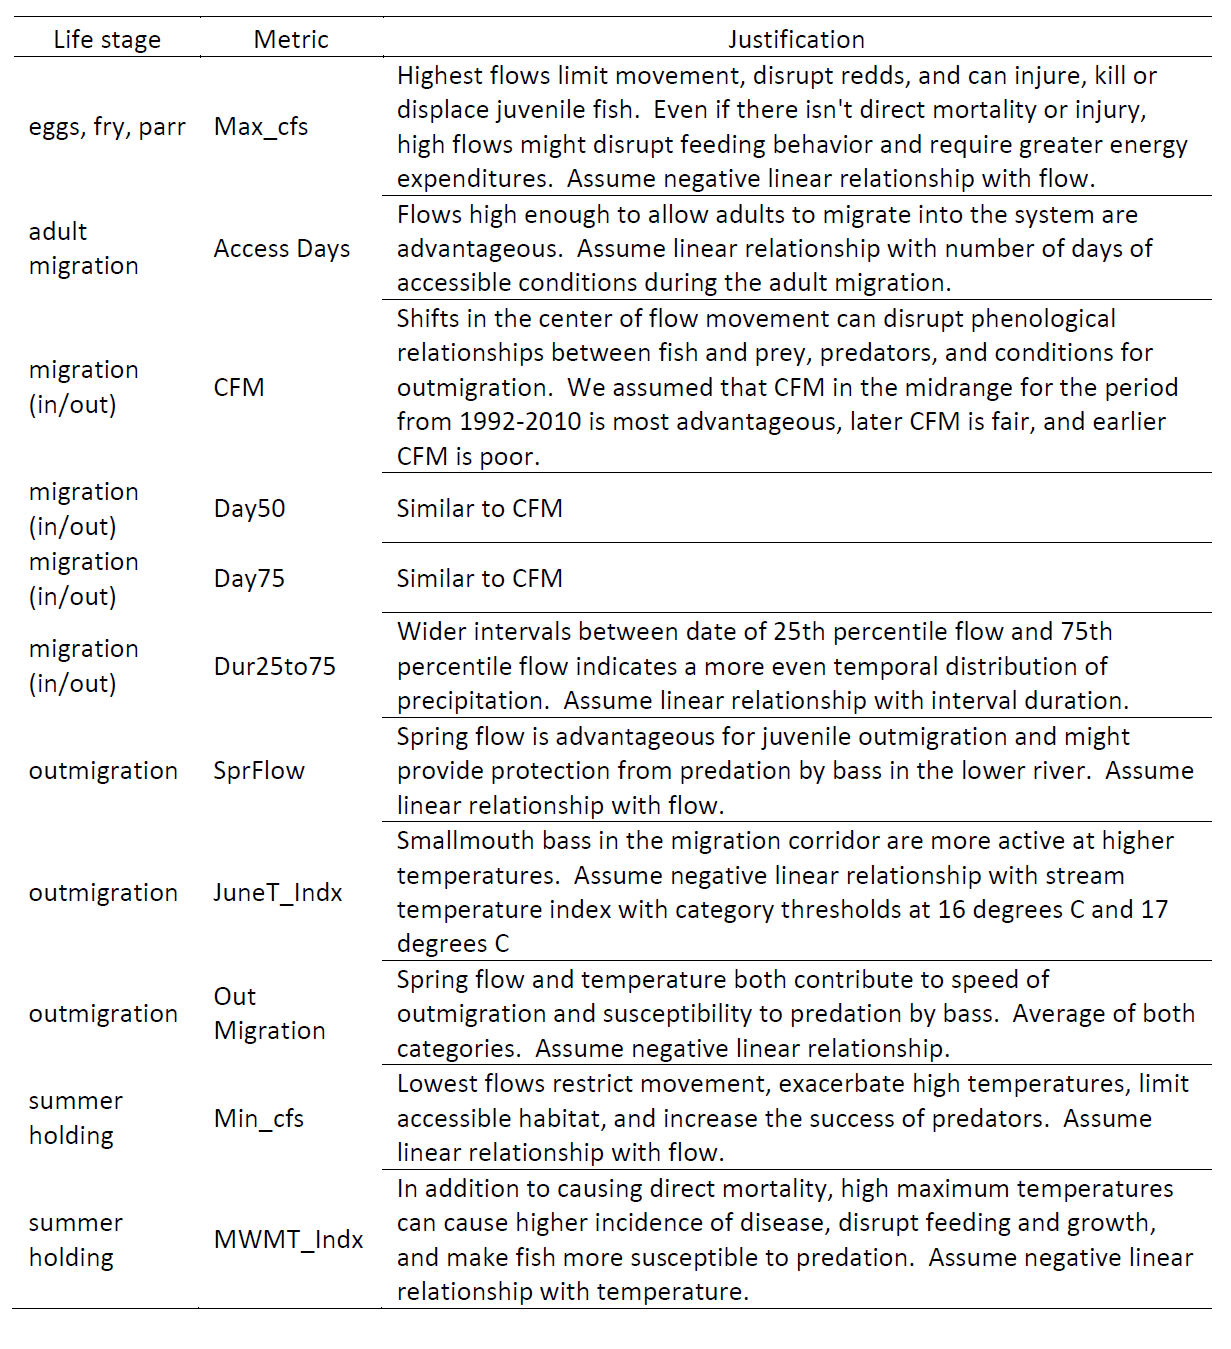 Life stage Metric Justification
Highest flows limit movement, disrupt redds, and can injure, kill or
displace juvenile fish. Even if there isn't direct mortality or injury,
eggs, fry, parr Max_cfs
high flows might disrupt feeding behavior and require greater energy
expenditures. Assume negative linear relationship with flow.
adult
migration
Access Days
Flows high enough to allow adults to migrate into the system are
advantageous. Assume linear relationship with number of days of
accessible conditions during the adult migration.
migration
(in/out)
CFM
Shifts in the center of flow movement can disrupt phenological
relationships between fish and prey, predators, and conditions for
outmigration. We assumed that CFM in the midrange for the period
from 1992-2010 is most advantageous, later CFM is fair, and earlier
CFM is poor.
migration
(in/out)
Day50
Similar to CFM
migration
(in/out)
Day75
Similar to CFM
migration
(in/out)
Dur25to75
Wider intervals between date of 25th percentile flow and 75th
percentile flow indicates a more even temporal distribution of
precipitation. Assume linear relationship with interval duration.
outmigration SprFlow
Spring flow is advantageous for juvenile outmigration and might
provide protection from predation by bass in the lower river. Assume
linear relationship with flow.
outmigration JuneT_Indx
Smallmouth bass in the migration corridor are more active at higher
temperatures. Assume negative linear relationship with stream
temperature index with category thresholds at 16 degrees C and 17
degrees C
outmigration
Out
Migration
Spring flow and temperature both contribute to speed of
outmigration and susceptibility to predation by bass. Average of both
categories. Assume negative linear relationship.
summer
holding
Min_cfs
Lowest flows restrict movement, exacerbate high temperatures, limit
accessible habitat, and increase the success of predators. Assume
linear relationship with flow.
summer
holding
MWMT_Indx
In addition to causing direct mortality, high maximum temperatures
can cause higher incidence of disease, disrupt feeding and growth,
and make fish more susceptible to predation. Assume negative linear
relationship with temperature.